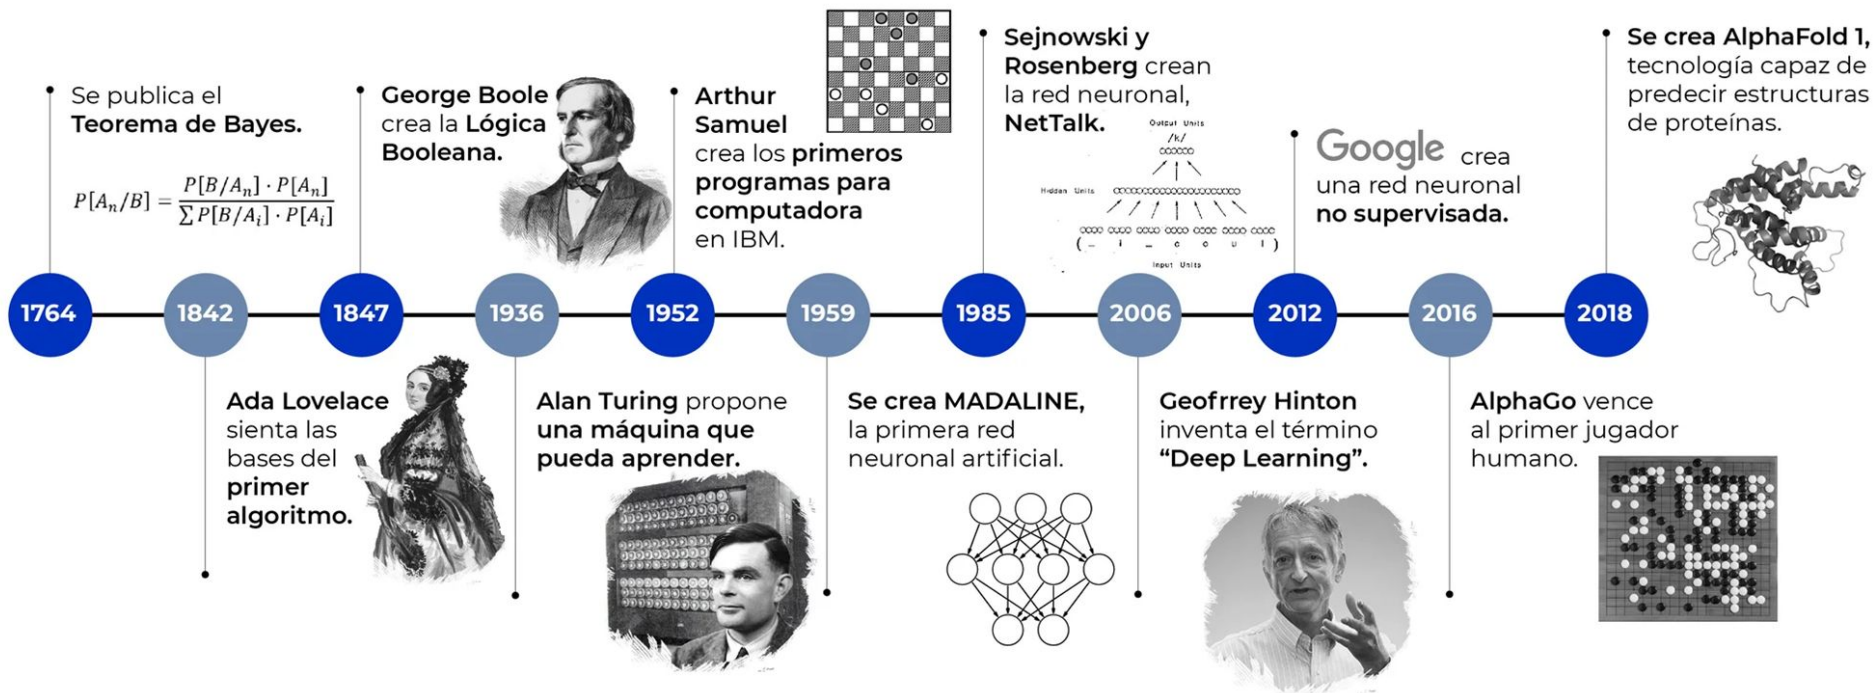 Se publica el
Teorema de Bayes.
P[Aₙ/B] = P[B/Aₙ] · P[Aₙ] / ∑ P[B/Aᵢ] · P[Aᵢ]
George Boole
crea la Lógica
Booleana.
Arthur
Samuel
crea los primeros
programas para
computadora
en IBM.
Sejnowski y
Rosenberg crean
la red neuronal,
NetTalk.
Output Units
/k/
Hidden Units
( _ i _ c o u l )
Input Units
Google crea
una red neuronal
no supervisada.
Se crea AlphaFold 1,
tecnología capaz de
predecir estructuras
de proteínas.
1764
1842
1847
1936
1952
1959
1985
2006
2012
2016
2018
Ada Lovelace
sienta las
bases del
primer
algoritmo.
Alan Turing propone
una máquina que
pueda aprender.
Se crea MADALINE,
la primera red
neuronal artificial.
Geofrrey Hinton
inventa el término
“Deep Learning”.
AlphaGo vence
al primer jugador
humano.